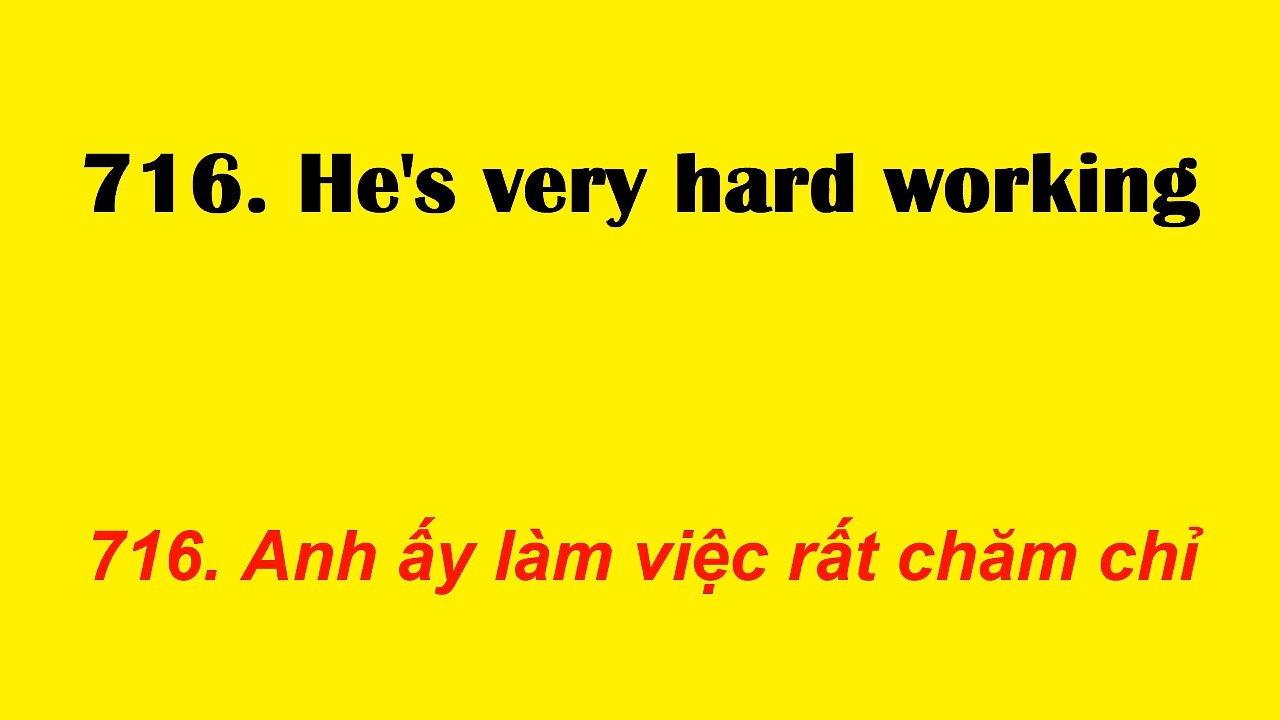 716. He's very hard working
716. Anh ấy làm việc rất chăm chỉ